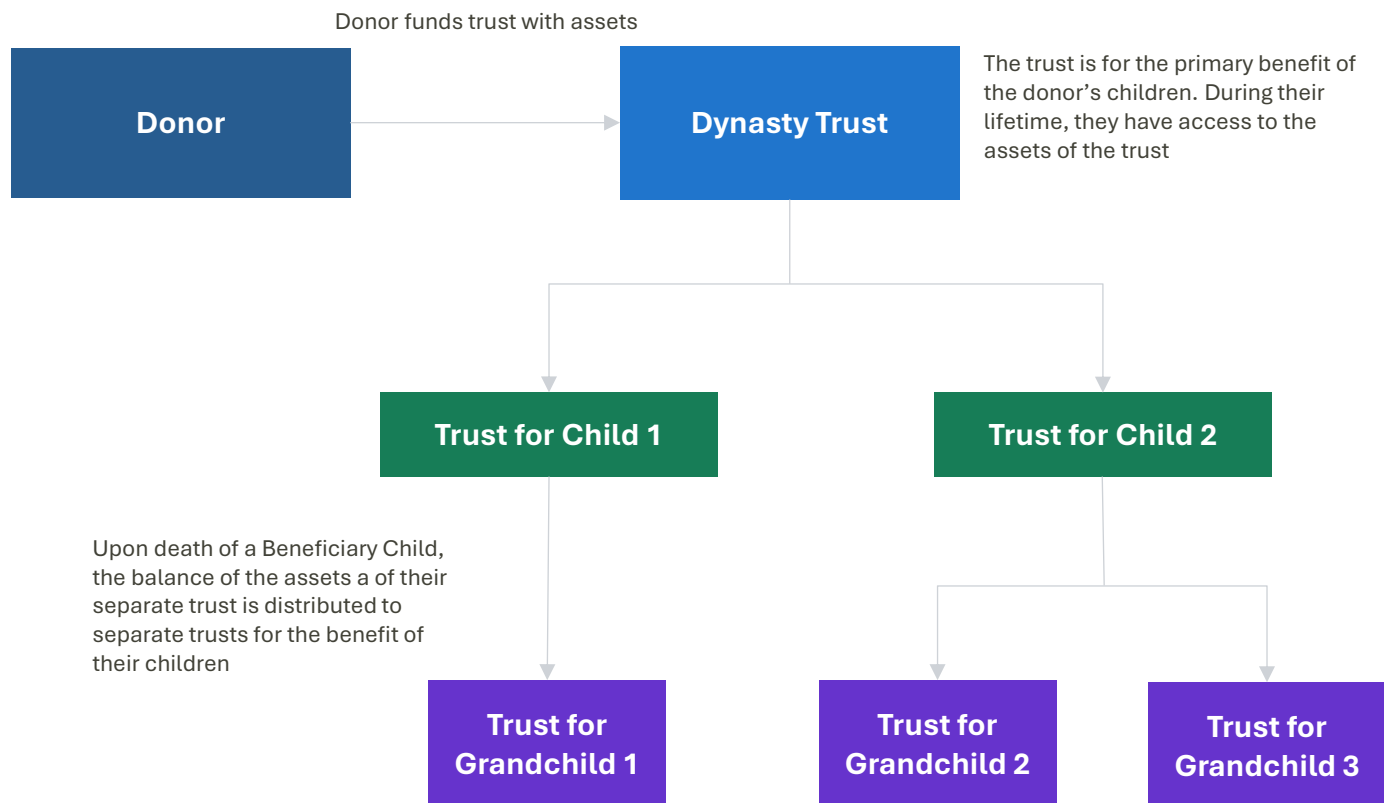 Donor funds trust with assets
Donor
Dynasty Trust
The trust is for the primary benefit of
the donor’s children. During their
lifetime, they have access to the
assets of the trust
Trust for Child 1
Trust for Child 2
Upon death of a Beneficiary Child,
the balance of the assets a of their
separate trust is distributed to
separate trusts for the benefit of
their children
Trust for
Grandchild 1
Trust for
Grandchild 2
Trust for
Grandchild 3